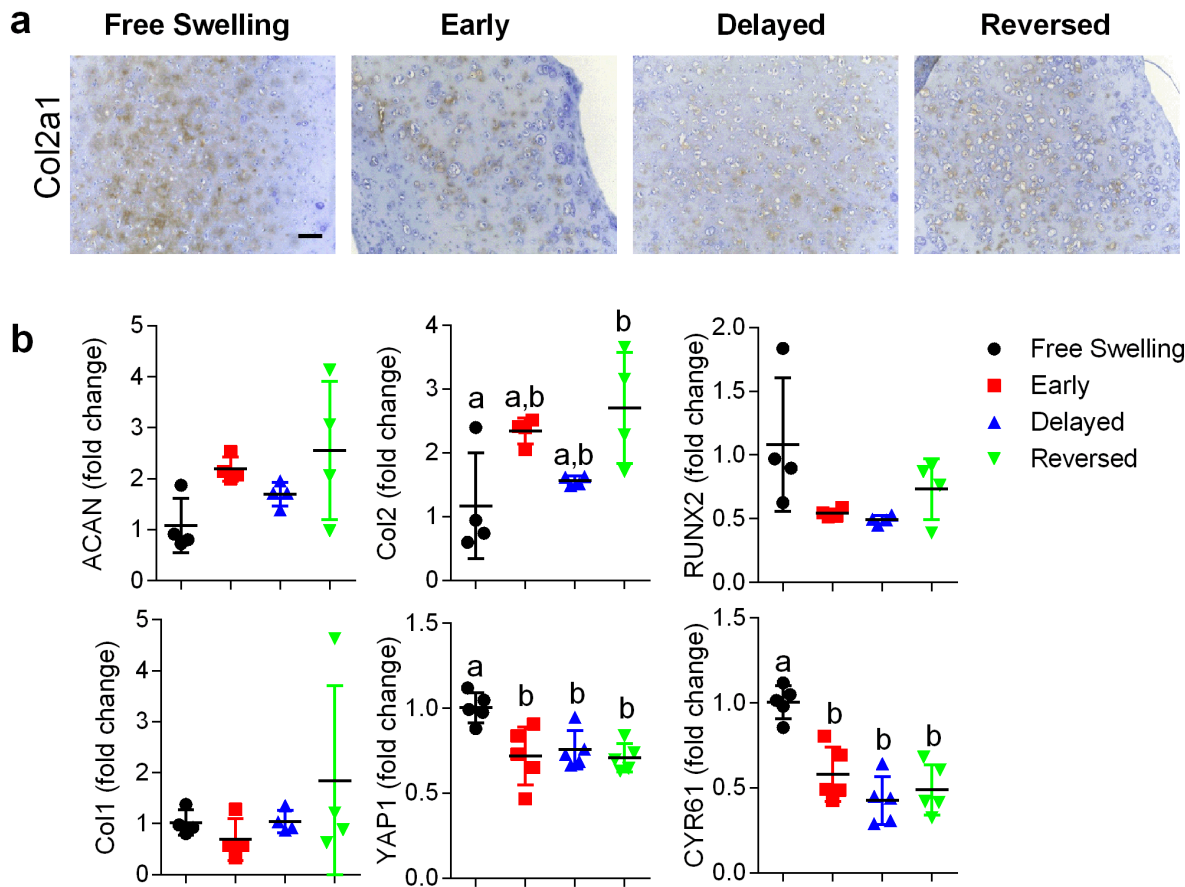 a
Free Swelling Early Delayed Reversed
Col2a1
b
ACAN (fold change)
5
4
3
2
1
0
Col2 (fold change)
4
3
2
1
0
a
a,b
a,b
b
RUNX2 (fold change)
2.0
1.5
1.0
0.5
0.0
Free Swelling
Early
Delayed
Reversed
Col1 (fold change)
5
4
3
2
1
0
YAP1 (fold change)
1.5
1.0
0.5
0.0
a
b
b
b
CYR61 (fold change)
1.5
1.0
0.5
0.0
a
b
b
b